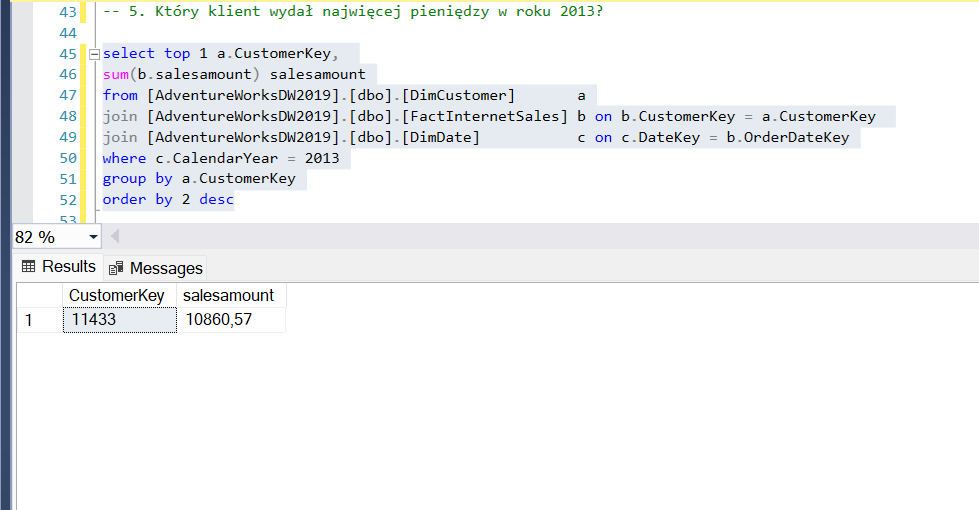 43 -- 5. Który klient wydał najwięcej pieniędzy w roku 2013?
44
45 select top 1 a.CustomerKey,
46 sum(b.salesamount) salesamount
47 from [AdventureWorksDW2019].[dbo].[DimCustomer] a
48 join [AdventureWorksDW2019].[dbo].[FactInternetSales] b on b.CustomerKey = a.CustomerKey
49 join [AdventureWorksDW2019].[dbo].[DimDate] c on c.DateKey = b.OrderDateKey
50 where c.CalendarYear = 2013
51 group by a.CustomerKey
52 order by 2 desc
53
82 %
Results Messages
CustomerKey salesamount
1 11433 10860,57